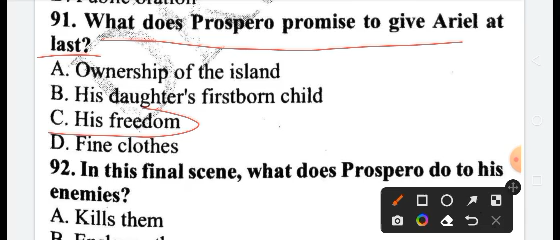 91. What does Prospero promise to give Ariel at
last?
A. Ownership of the island
B. His daughter's firstborn child
C. His freedom
D. Fine clothes
92. In this final scene, what does Prospero do to his
enemies?
A. Kills them